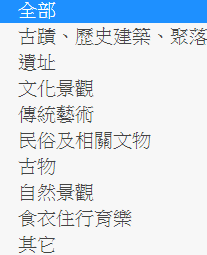 全部
古蹟、歷史建築、聚落
遺址
文化景觀
傳統藝術
民俗及相關文物
古物
自然景觀
食衣住行育樂
其它